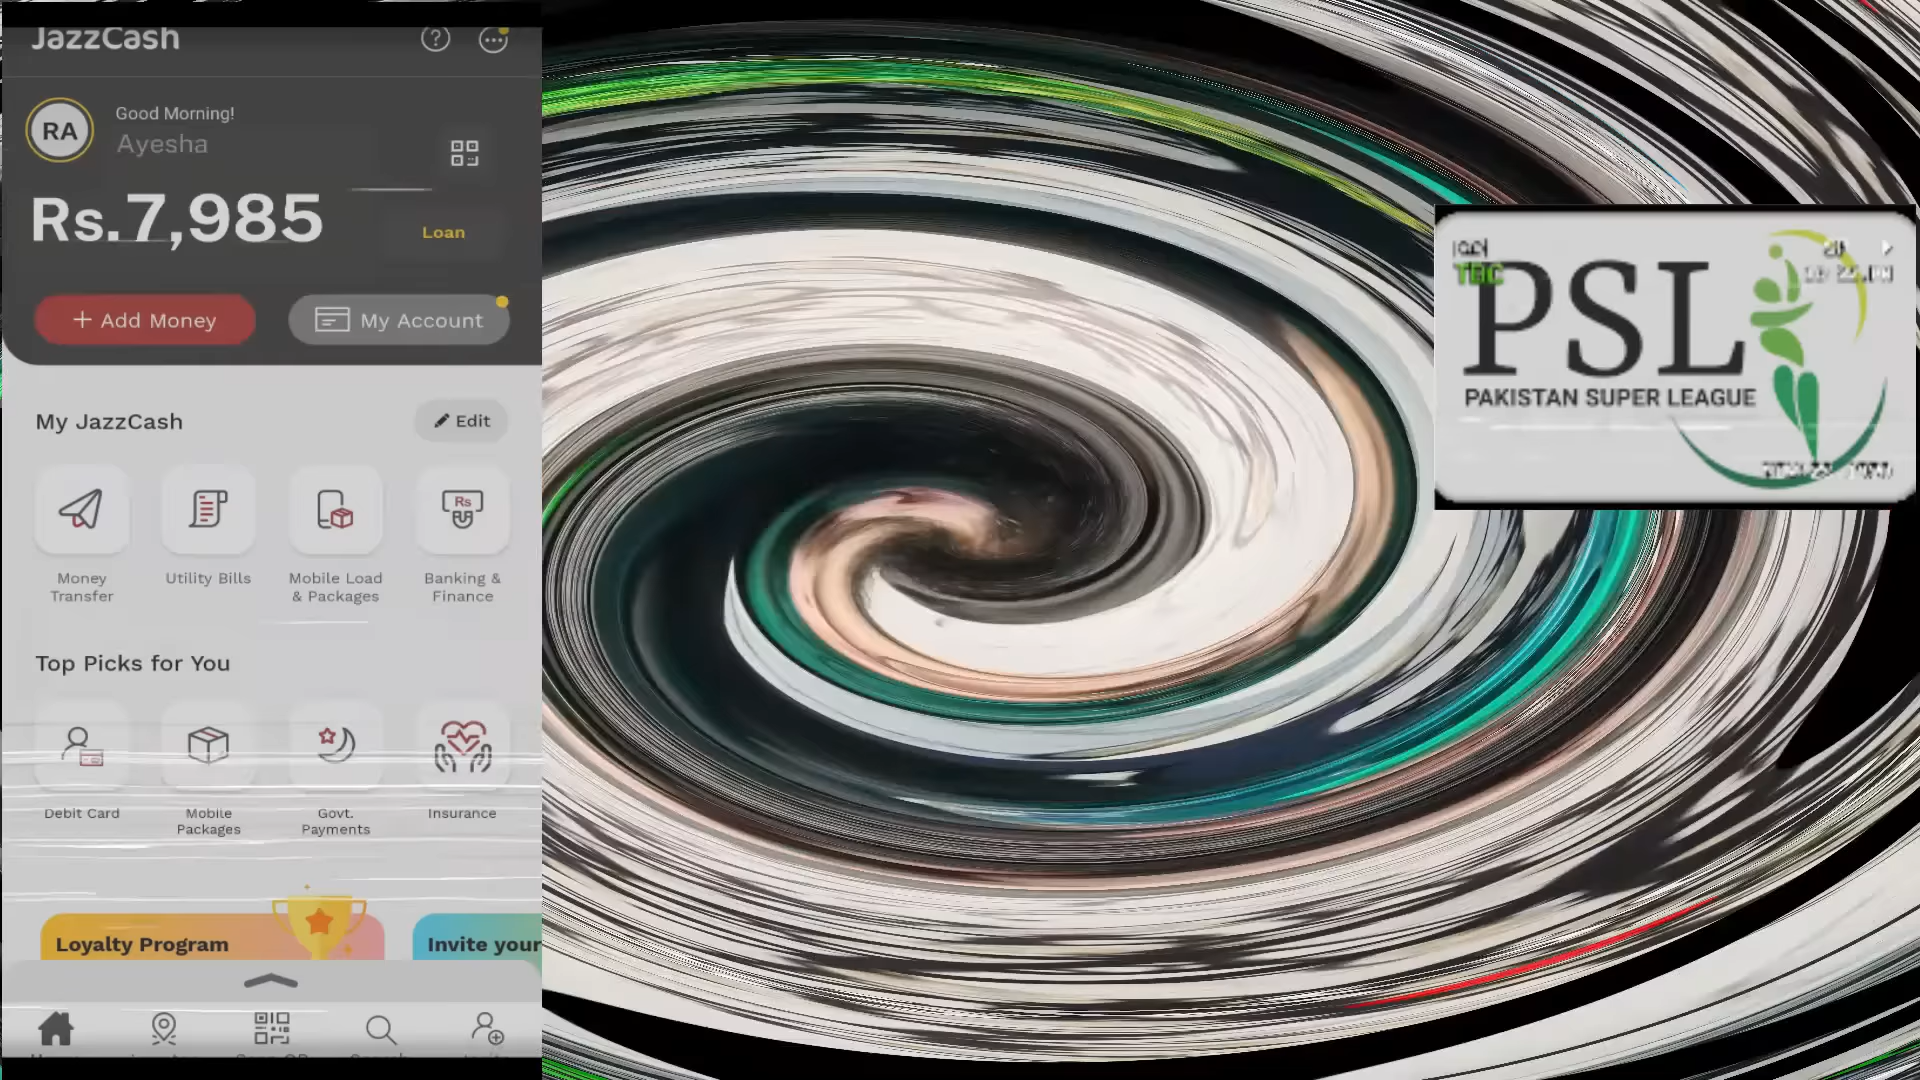 JazzCash
RA
Good Morning!
Ayesha
Rs.7,985
Loan
+ Add Money
My Account
My JazzCash
Edit
Money
Transfer
Utility Bills
Mobile Load
& Packages
Rs
Banking &
Finance
Top Picks for You
Debit Card
Mobile
Packages
Govt.
Payments
Insurance
Loyalty Program
Invite your
PSL
PAKISTAN SUPER LEAGUE